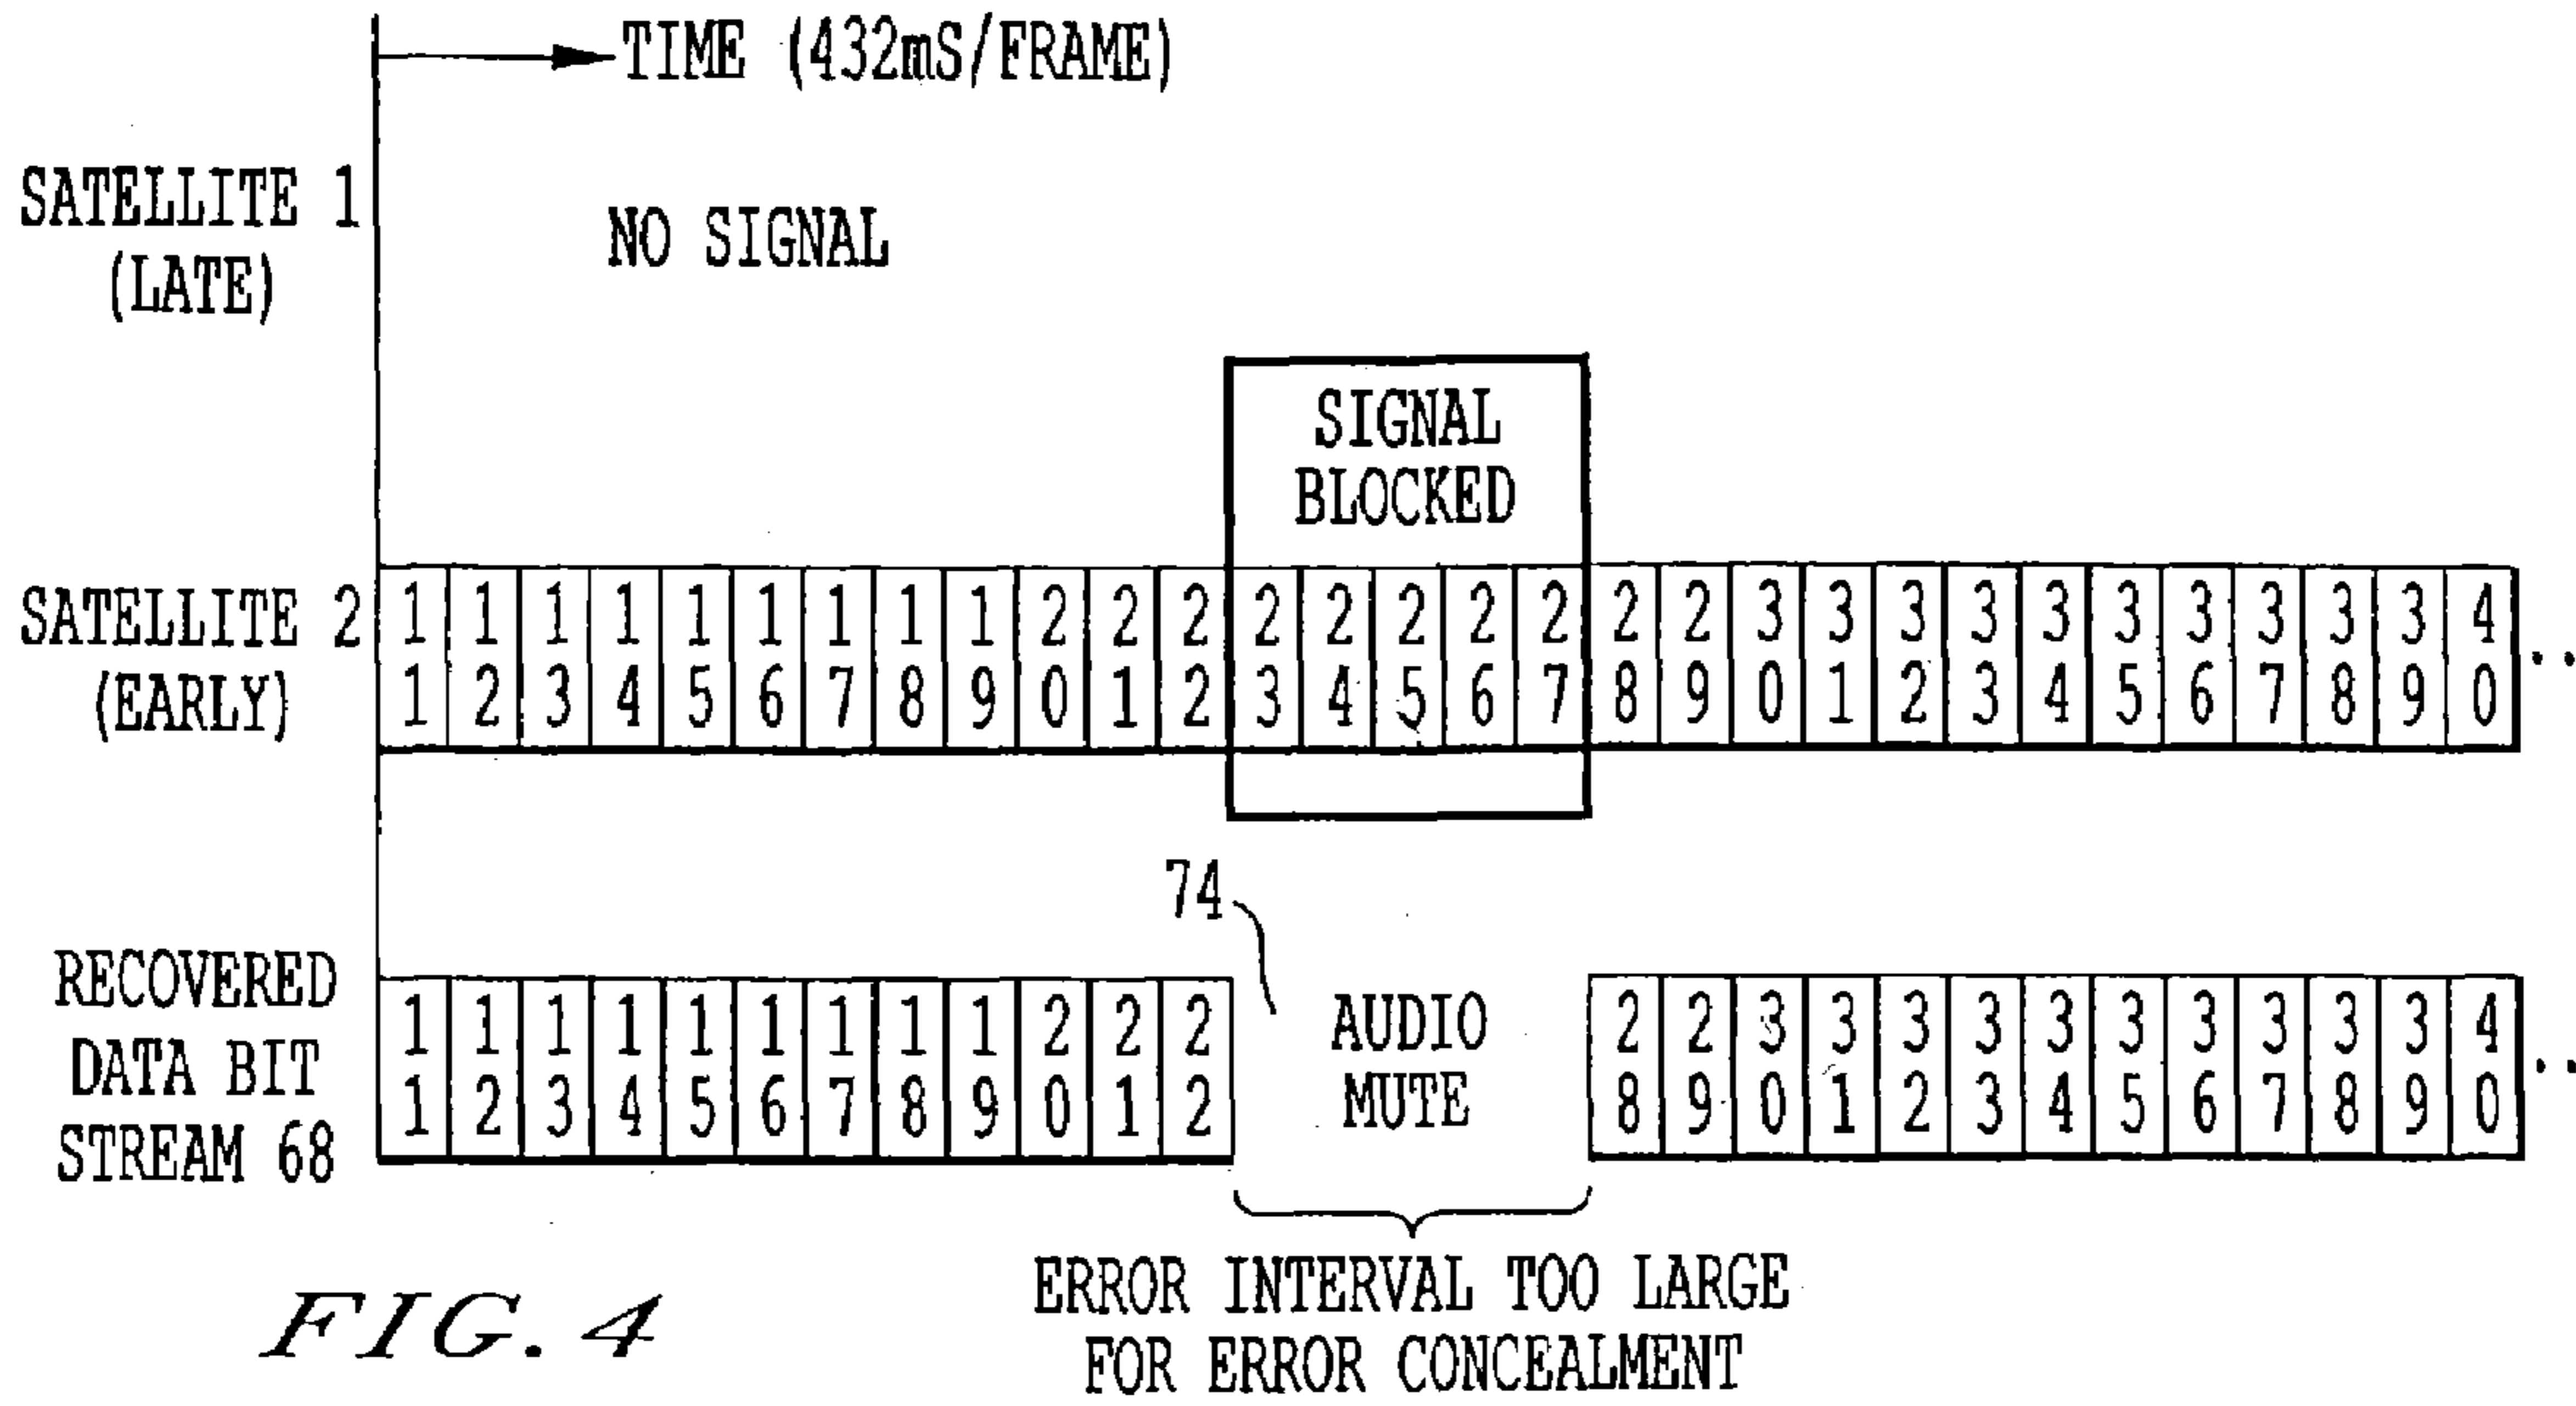 TIME (432mS/FRAME)
SATELLITE 1
(LATE)
NO SIGNAL
SIGNAL
BLOCKED
SATELLITE 2
(EARLY)
11 12 13 14 15 16 17 18 19 20 21 22 23 24 25 26 27 28 29 30 31 32 33 34 35 36 37 38 39 40 ..
74
RECOVERED
DATA BIT
STREAM 68
11 12 13 14 15 16 17 18 19 20 21 22
AUDIO
MUTE
28 29 30 31 32 33 34 35 36 37 38 39 40 ..
ERROR INTERVAL TOO LARGE
FOR ERROR CONCEALMENT
FIG. 4